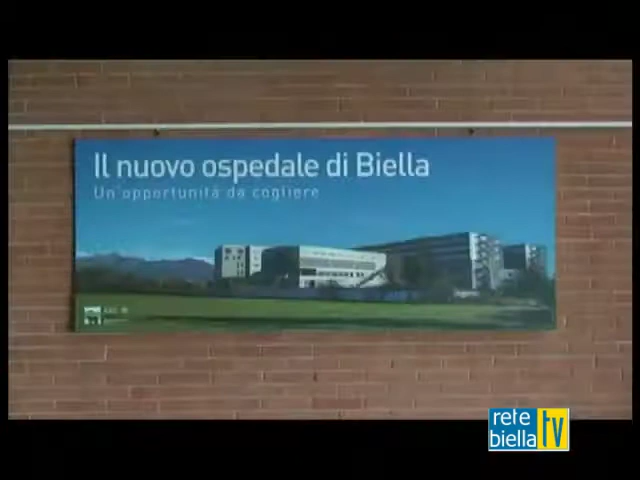 Il nuovo ospedale di Biella
Un'opportunità da cogliere
rete
biella
tv